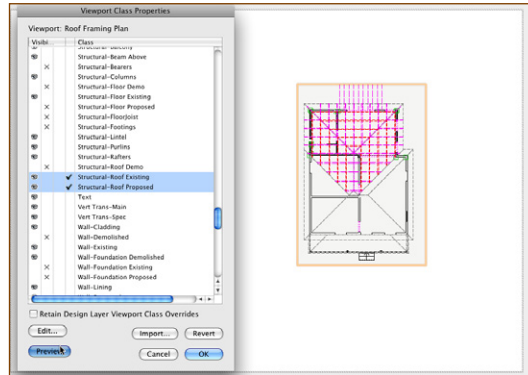 Viewport Class Properties
Viewport: Roof Framing Plan
Visibi... Class
Structural-Balcony
Structural-Beam Above
Structural-Bearers
Structural-Columns
Structural-Floor Demo
Structural-Floor Existing
Structural-Floor Proposed
Structural-FloorJoist
Structural-Footings
Structural-Lintel
Structural-Purlins
Structural-Rafters
Structural-Roof Demo
Structural-Roof Existing
Structural-Roof Proposed
Text
Vert Trans-Main
Vert Trans-Spec
Wall-Cladding
Wall-Demolished
Wall-Existing
Wall-Foundation Demolished
Wall-Foundation Existing
Wall-Foundation Proposed
Wall-Lining
Retain Design Layer Viewport Class Overrides
Edit... Import... Revert
Preview Cancel OK